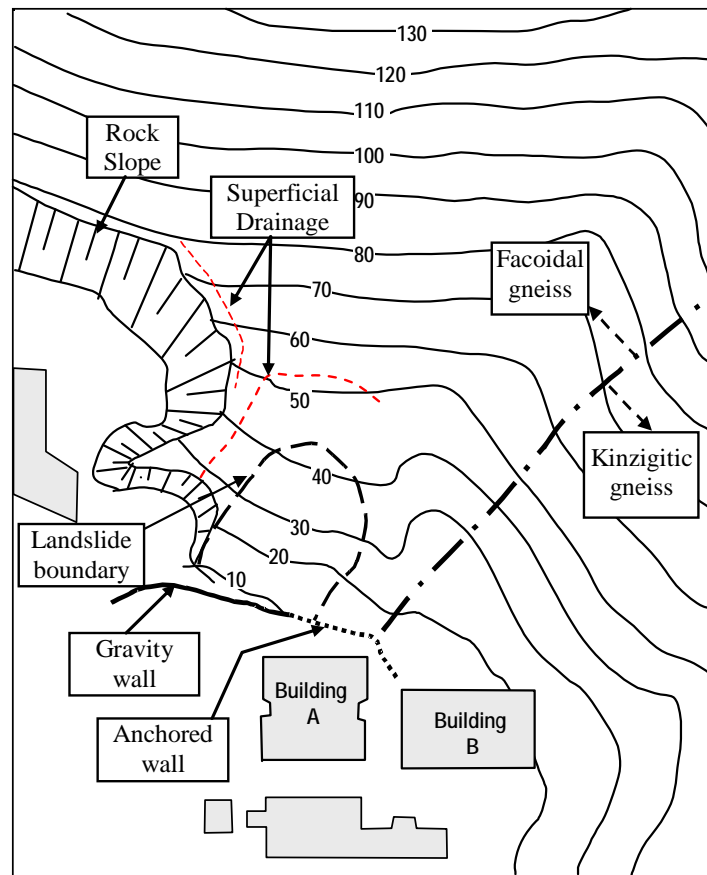 130
120
110
100
90
80
70
60
50
40
30
20
10
Rock
Slope
Superficial
Drainage
Facoidal
gneiss
Kinzigitic
gneiss
Landslide
boundary
Gravity
wall
Anchored
wall
Building
A
Building
B